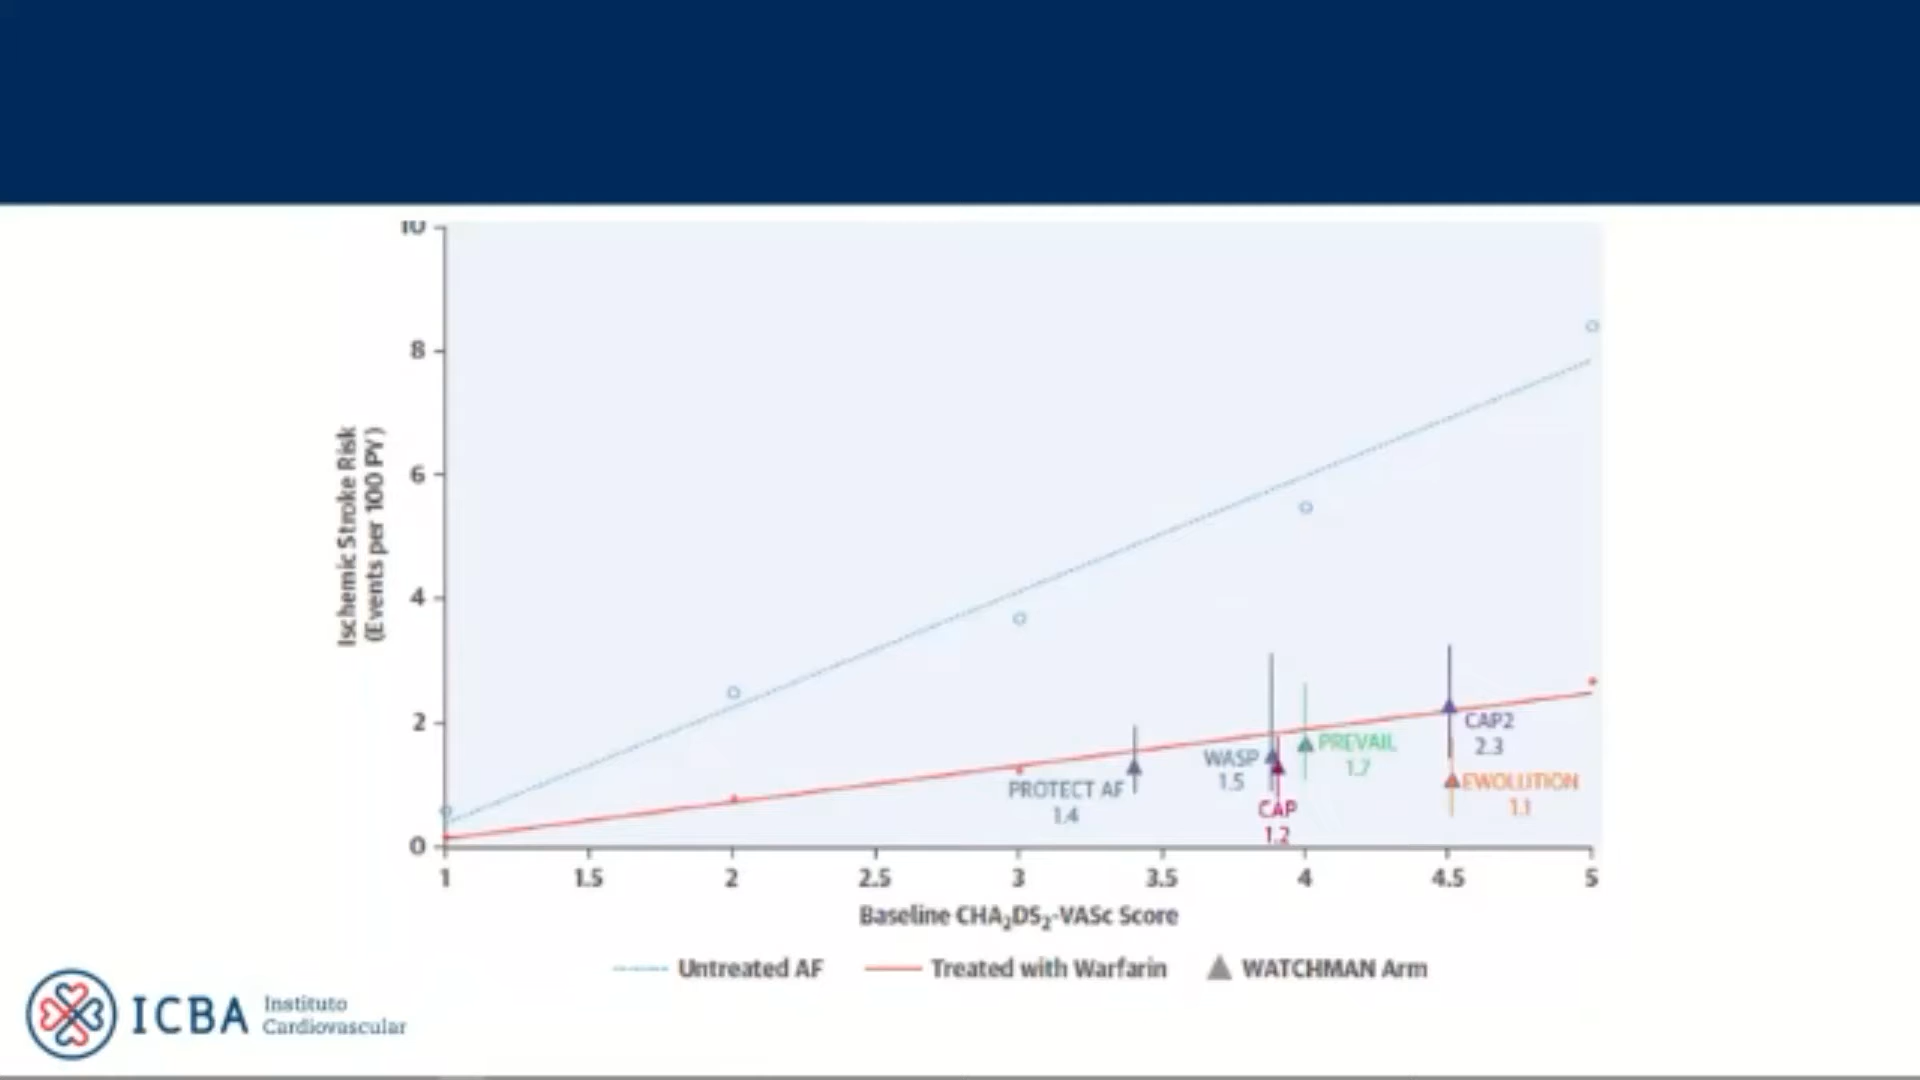 10
8
6
4
2
0
Ischemic Stroke Risk
(Events per 100 PY)
PROTECT AF
1.4
WASP
1.5
CAP
1.2
PREVAIL
1.7
CAP2
2.3
EWOLUTION
1.1
1 1.5 2 2.5 3 3.5 4 4.5 5
Baseline CHA₂DS₂-VASc Score
Untreated AF Treated with Warfarin WATCHMAN Arm
ICBA Instituto
Cardiovascular